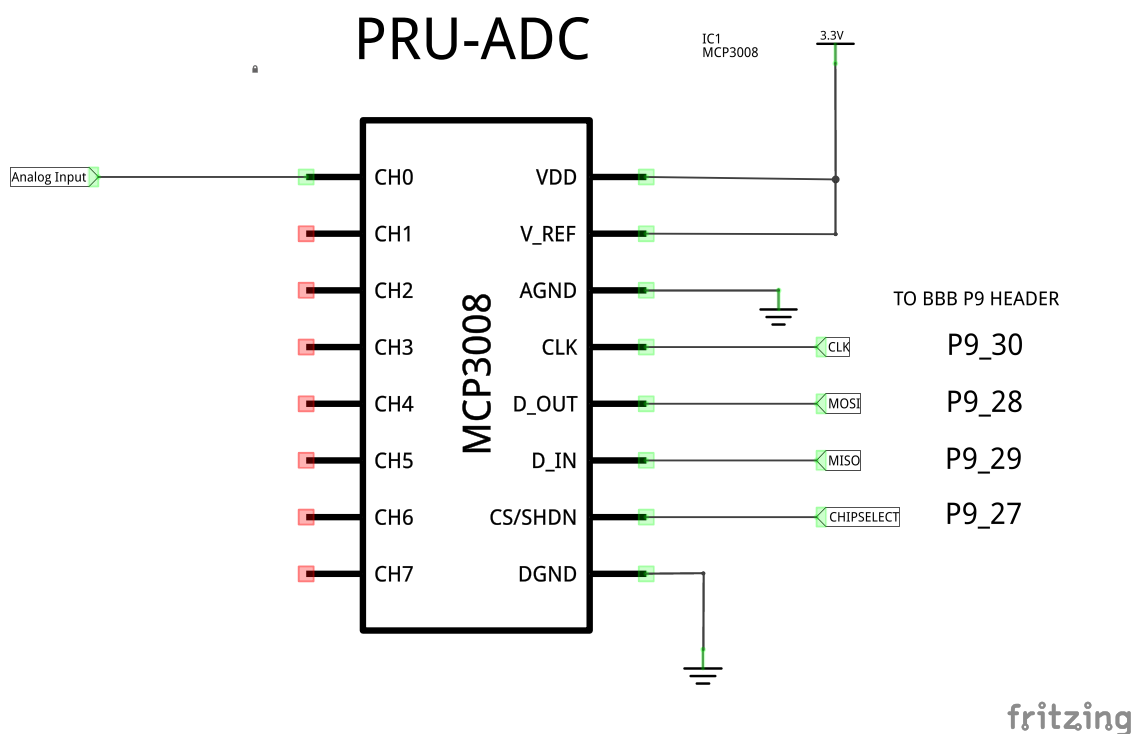 PRU-ADC
IC1
MCP3008
3.3V
Analog Input
CH0
VDD
CH1
V_REF
CH2
AGND
TO BBB P9 HEADER
CH3
MCP3008
CLK
CLK
P9_30
CH4
D_OUT
MOSI
P9_28
CH5
D_IN
MISO
P9_29
CH6
CS/SHDN
CHIPSELECT
P9_27
CH7
DGND
fritzing